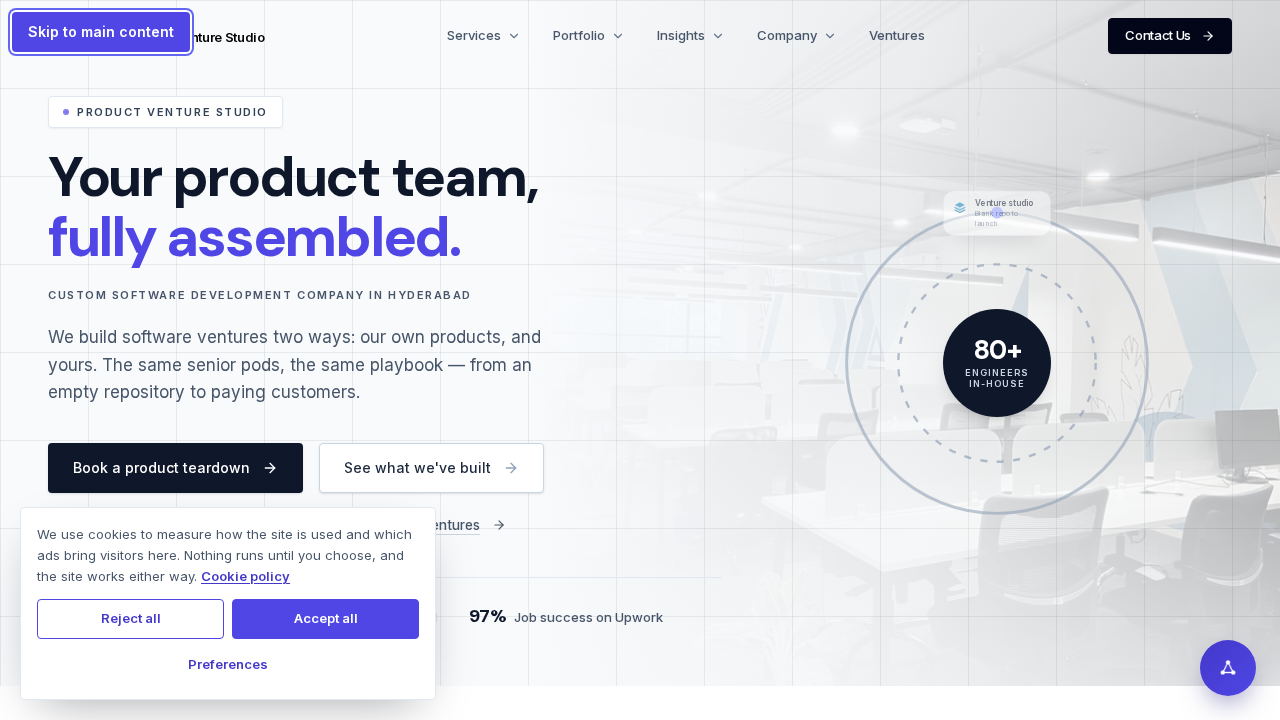 Skip to main content
Venture Studio
Services
Portfolio
Insights
Company
Ventures
Contact Us
PRODUCT VENTURE STUDIO
Your product team,
fully assembled.
CUSTOM SOFTWARE DEVELOPMENT COMPANY IN HYDERABAD
We build software ventures two ways: our own products, and
yours. The same senior pods, the same playbook — from an
empty repository to paying customers.
Book a product teardown
See what we've built
Venture studio
Blank repo to
launch
80+
ENGINEERS
IN-HOUSE
97% Job success on Upwork
We use cookies to measure how the site is used and which
ads bring visitors here. Nothing runs until you choose, and
the site works either way. Cookie policy
Reject all
Accept all
Preferences